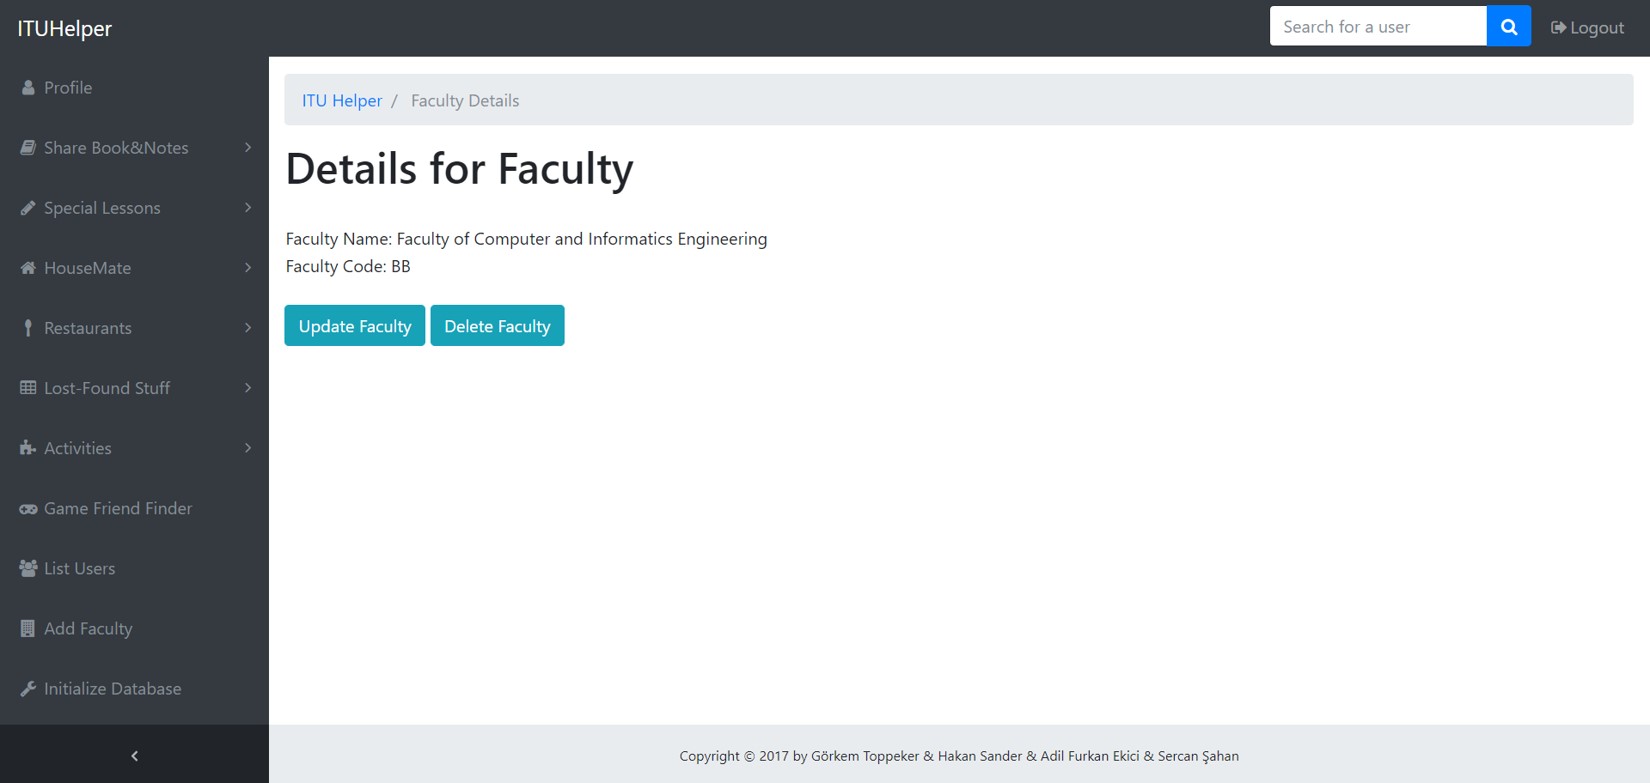 ITUHelper
Search for a user
Logout
Profile
Share Book&Notes
Special Lessons
HouseMate
Restaurants
Lost-Found Stuff
Activities
Game Friend Finder
List Users
Add Faculty
Initialize Database
ITU Helper / Faculty Details
Details for Faculty
Faculty Name: Faculty of Computer and Informatics Engineering
Faculty Code: BB
Update Faculty Delete Faculty
Copyright © 2017 by Görkem Toppeker & Hakan Sander & Adil Furkan Ekici & Sercan Şahan